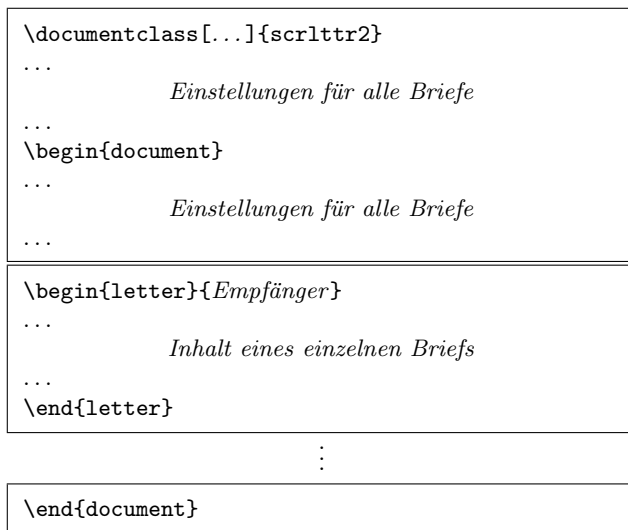 \documentclass[...]{scrlttr2}
...
Einstellungen für alle Briefe
...
\begin{document}
...
Einstellungen für alle Briefe
...
\begin{letter}{Empfänger}
...
Inhalt eines einzelnen Briefs
...
\end{letter}
⋮
\end{document}